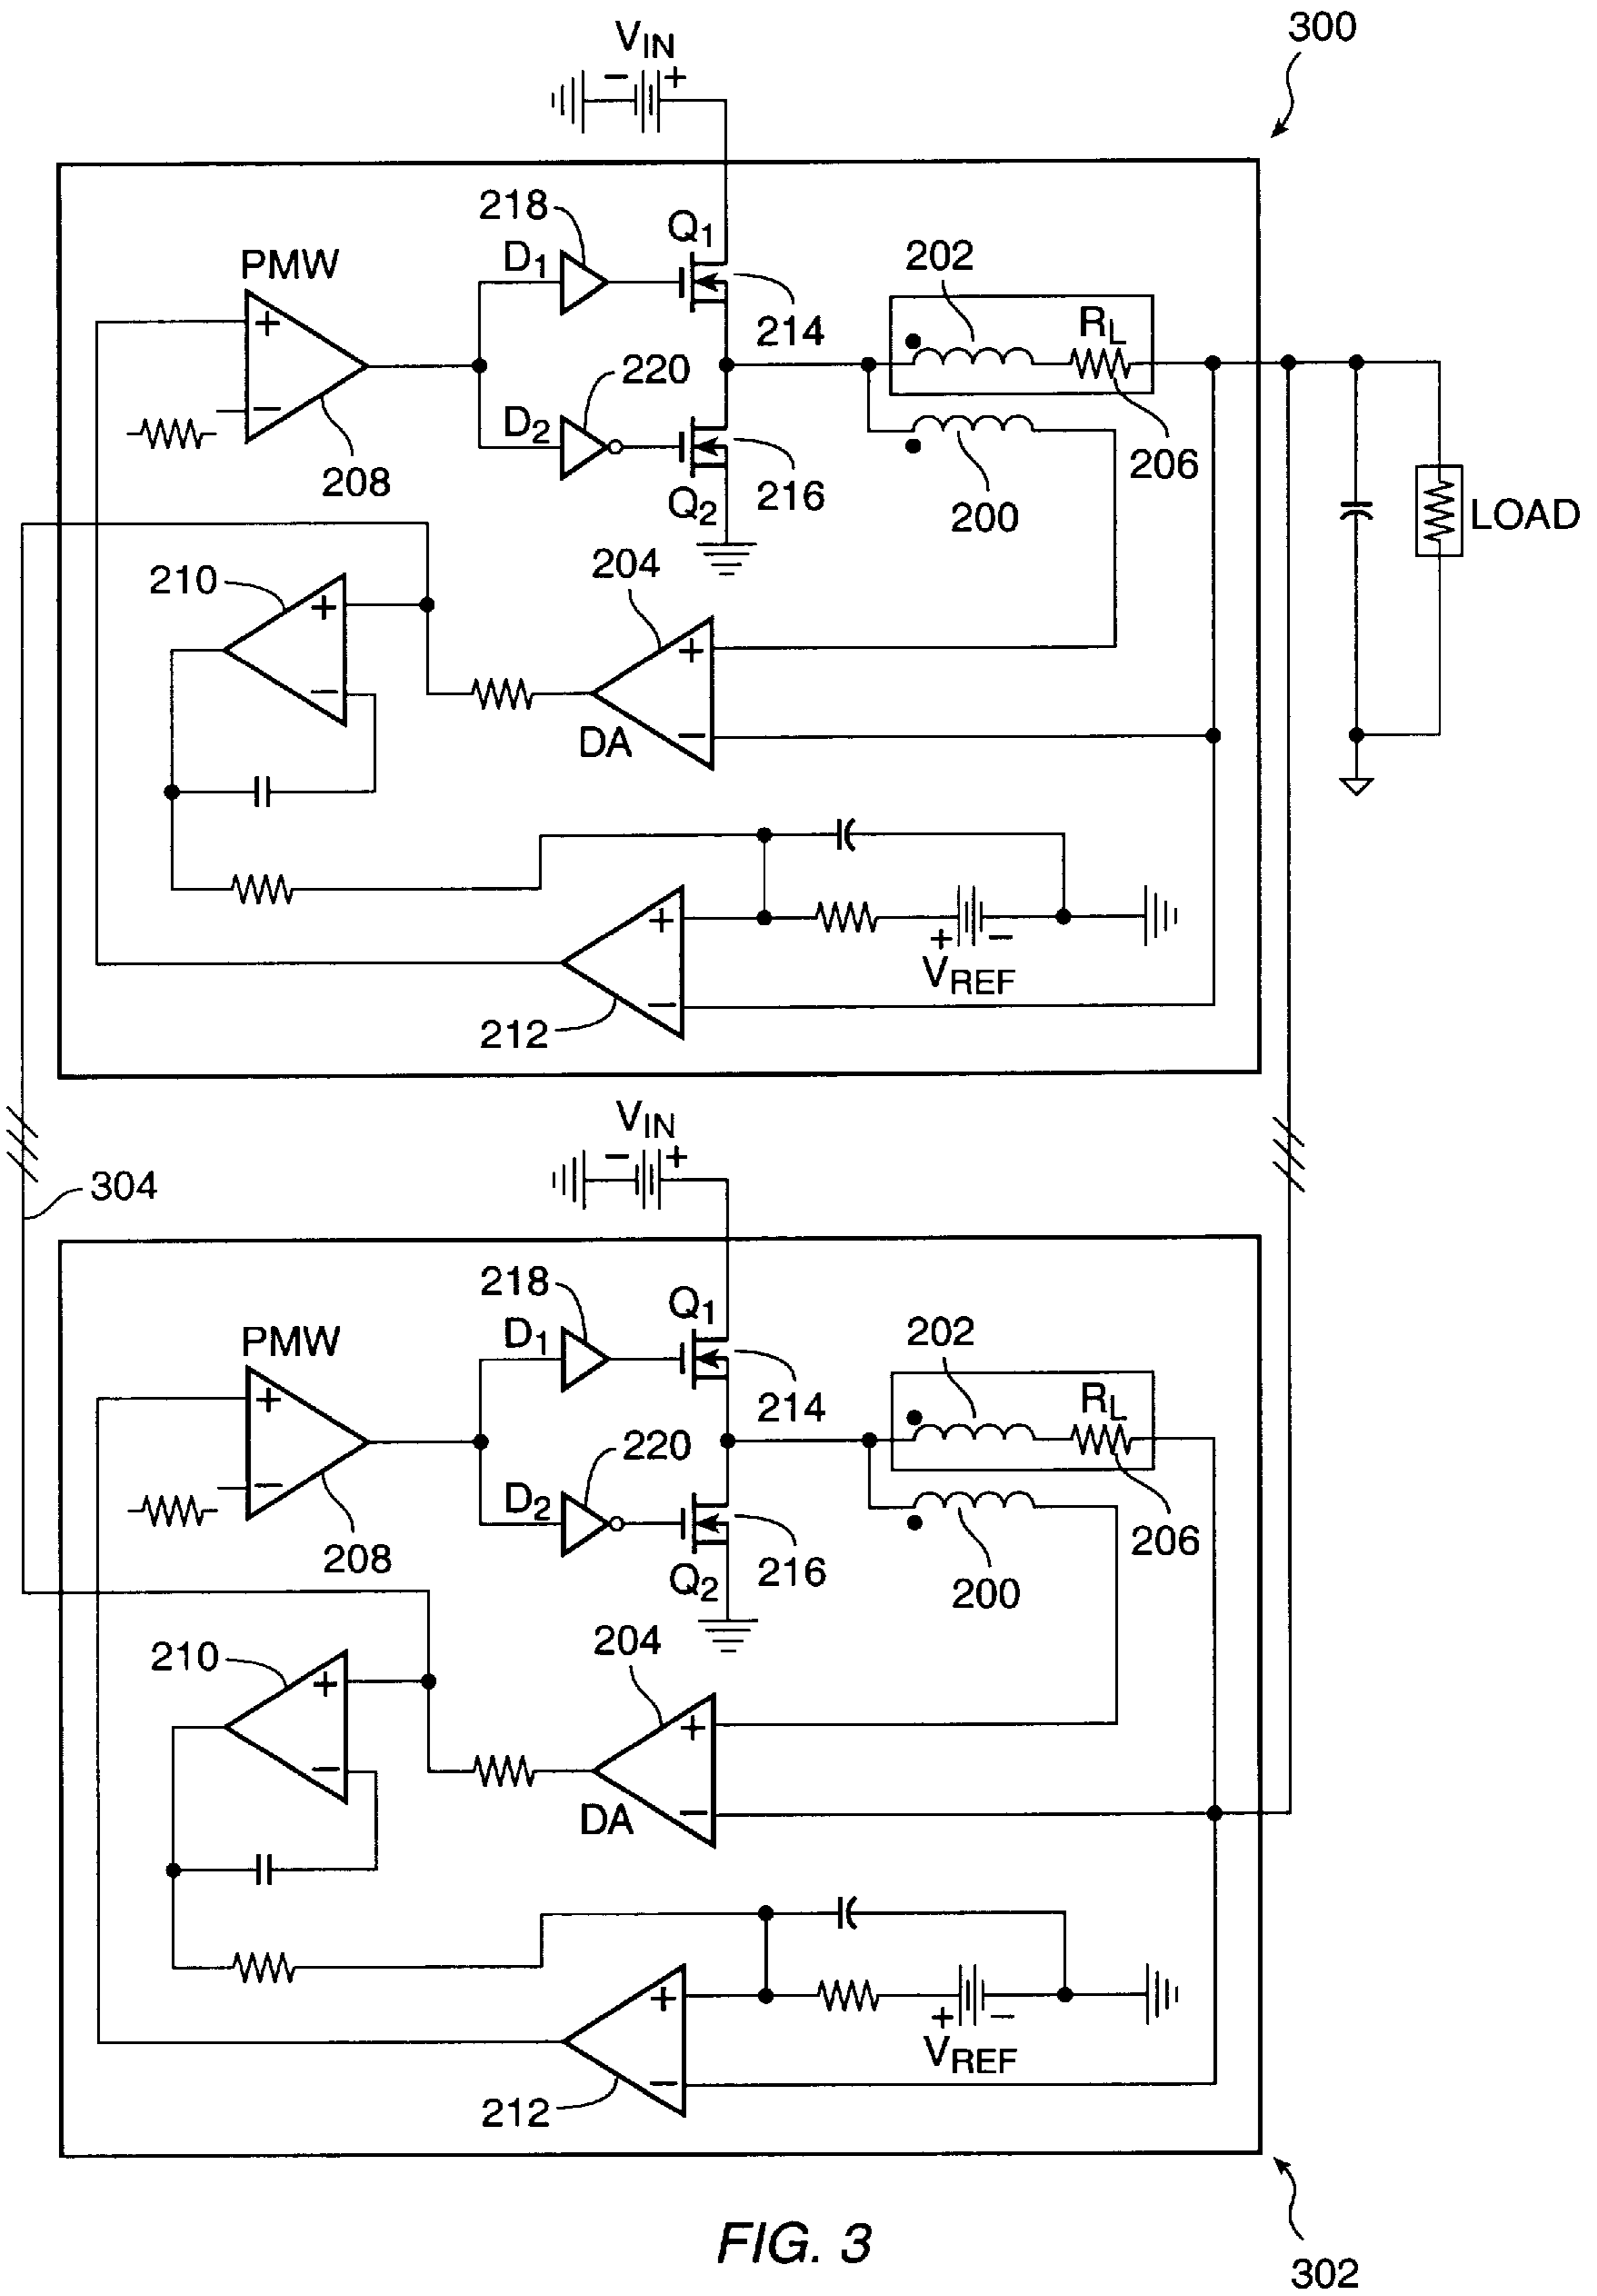 300
V_IN
− +
218
Q1
PMW
D1
202
RL
214
+
220
−
D2
206
208
216
Q2
200
LOAD
204
210
+
+
−
DA
−
+
+ −
VREF
−
212
VIN
− +
304
218
Q1
PMW
D1
202
RL
214
+
220
−
D2
206
208
216
Q2
200
204
210
+
+
−
DA
−
+
+ −
VREF
−
212
FIG. 3
302